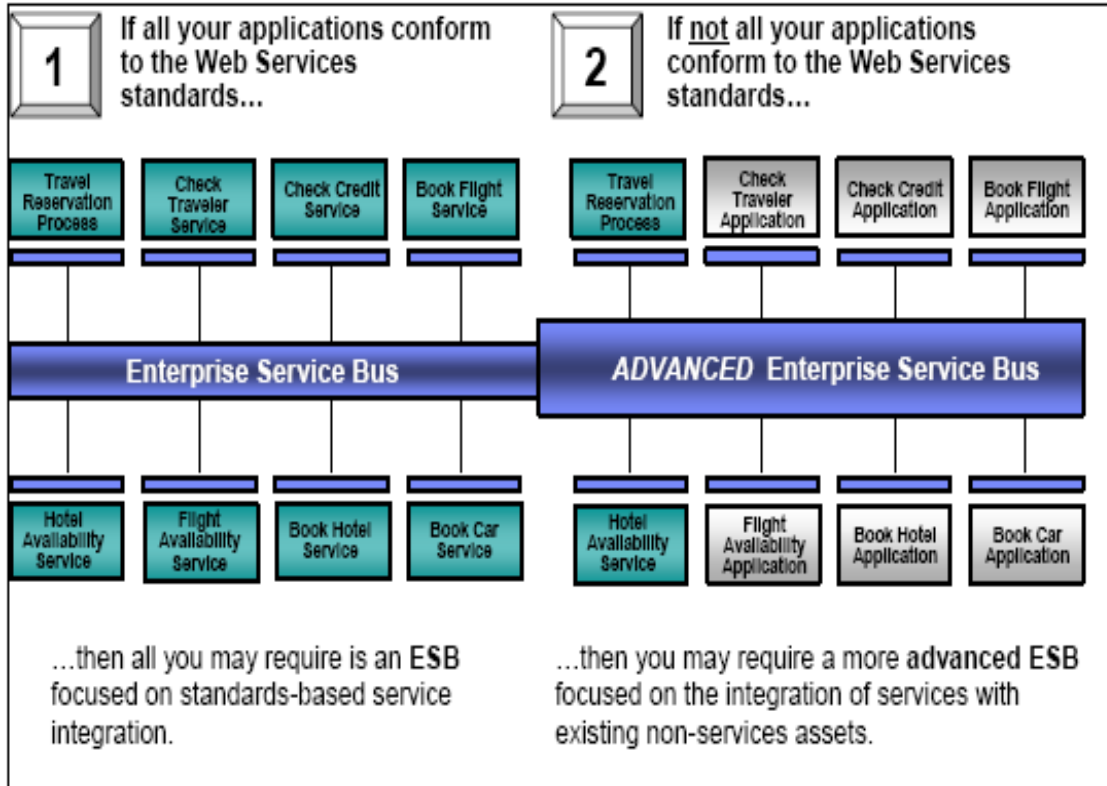 1
If all your applications conform
to the Web Services
standards...
Travel
Reservation
Process
Check
Traveler
Service
Check Credit
Service
Book Flight
Service
Enterprise Service Bus
Hotel
Availability
Service
Flight
Availability
Service
Book Hotel
Service
Book Car
Service
...then all you may require is an ESB
focused on standards-based service
integration.
2
If not all your applications
conform to the Web Services
standards...
Travel
Reservation
Process
Check
Traveler
Application
Check Credit
Application
Book Flight
Application
ADVANCED Enterprise Service Bus
Hotel
Availability
Service
Flight
Availability
Application
Book Hotel
Application
Book Car
Application
...then you may require a more advanced ESB
focused on the integration of services with
existing non-services assets.